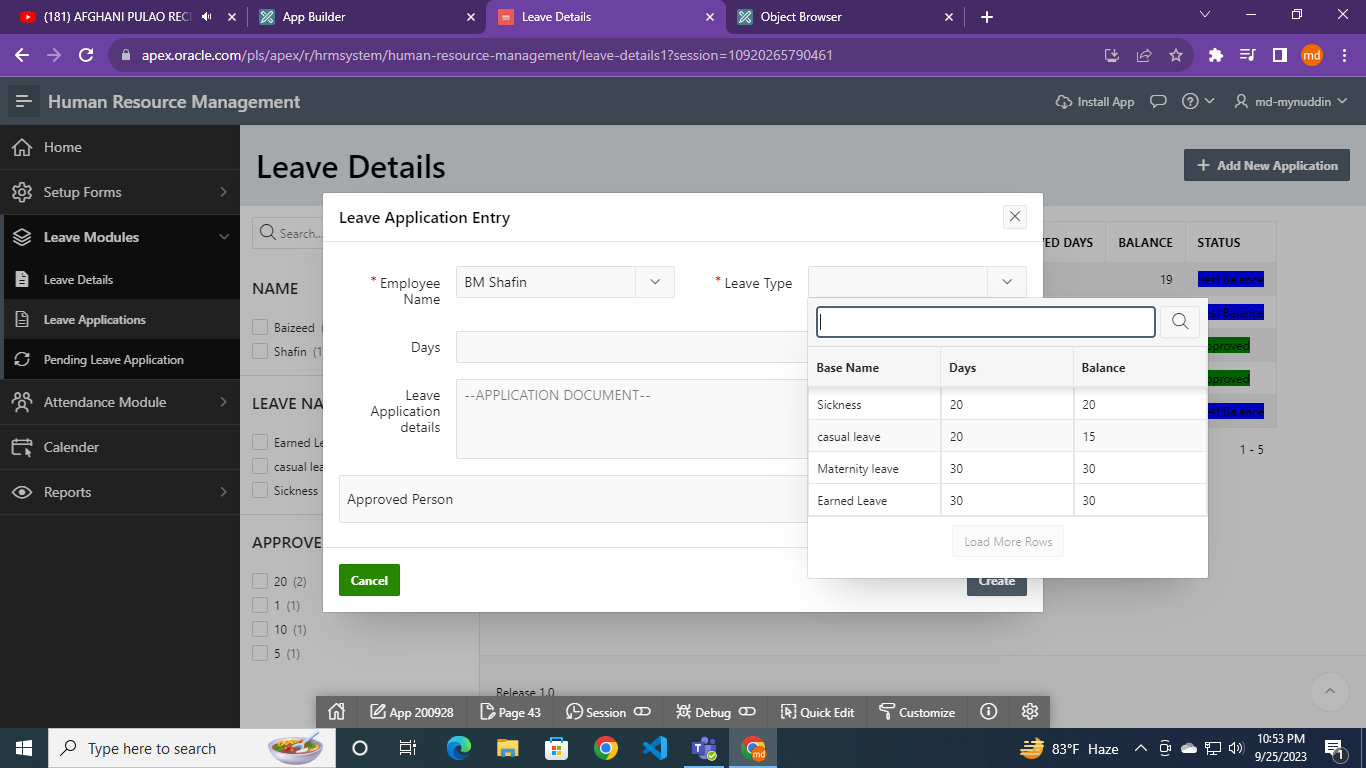 (181) AFGHANI PULAO REC
App Builder
Leave Details
Object Browser
apex.oracle.com/pls/apex/r/hrmsystem/human-resource-management/leave-details1?session=10920265790461
md
Human Resource Management
Install App
md-mynuddin
Home
Setup Forms
Leave Modules
Leave Details
Leave Applications
Pending Leave Application
Attendance Module
Calender
Reports
Leave Details
Add New Application
Search...
NAME
Baizeed
Shafin (1
LEAVE NA
Earned Le
casual lea
Sickness
APPROVE
20 (2)
1 (1)
10 (1)
5 (1)
ED DAYS BALANCE STATUS
19
Balance
Balance
pproved
pproved
Balance
1 - 5
Leave Application Entry
* Employee Name
BM Shafin
* Leave Type
Days
Leave Application details
--APPLICATION DOCUMENT--
Approved Person
Cancel
Create
Base Name Days Balance
Sickness 20 20
casual leave 20 15
Maternity leave 30 30
Earned Leave 30 30
Load More Rows
Release 1.0
App 200928
Page 43
Session
Debug
Quick Edit
Customize
Type here to search
md
83°F Haze
10:53 PM
9/25/2023
1